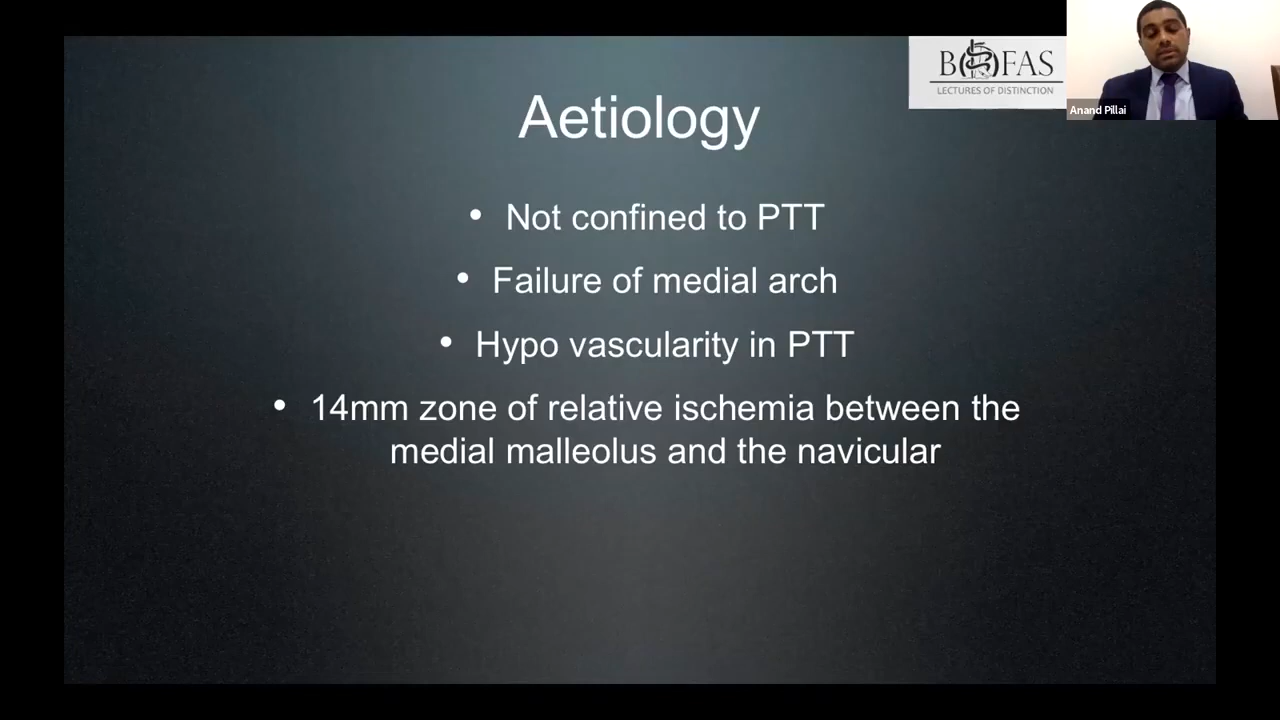 BOFAS
LECTURES OF DISTINCTION
Anand Pillai
Aetiology
• Not confined to PTT
• Failure of medial arch
• Hypo vascularity in PTT
• 14mm zone of relative ischemia between the
medial malleolus and the navicular